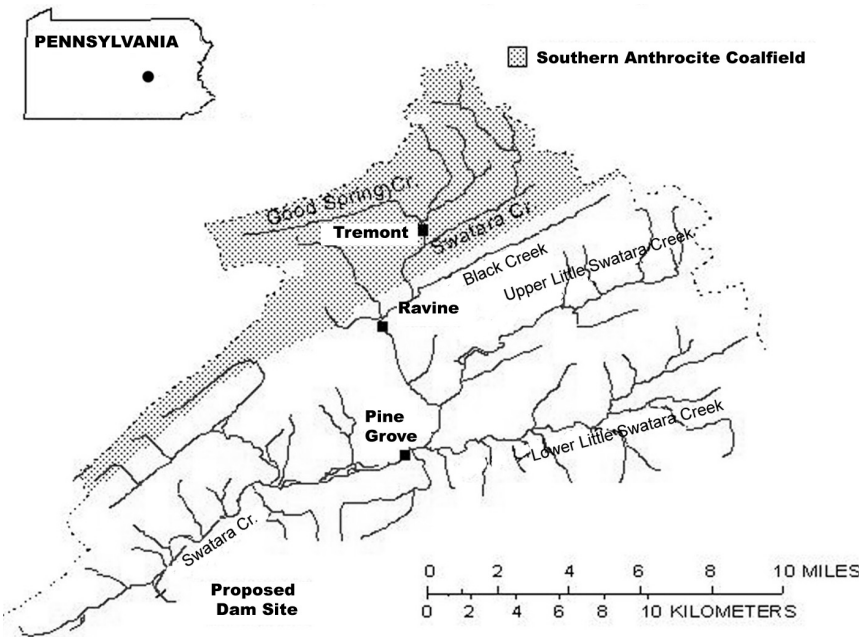 PENNSYLVANIA
Southern Anthrocite Coalfield
Good Spring Cr.
Tremont
Swatara Cr.
Black Creek
Upper Little Swatara Creek
Ravine
Pine
Grove
Lower Little Swatara Creek
Swatara Cr.
Proposed
Dam Site
0 2 4 6 8 10 MILES
0 2 4 6 8 10 KILOMETERS